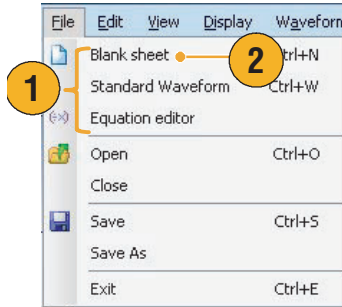 File Edit View Display Waveform
Blank sheet 2 trl+N
1 Standard Waveform Ctrl+W
(=x) Equation editor
Open Ctrl+O
Close
Save Ctrl+S
Save As
Exit Ctrl+E